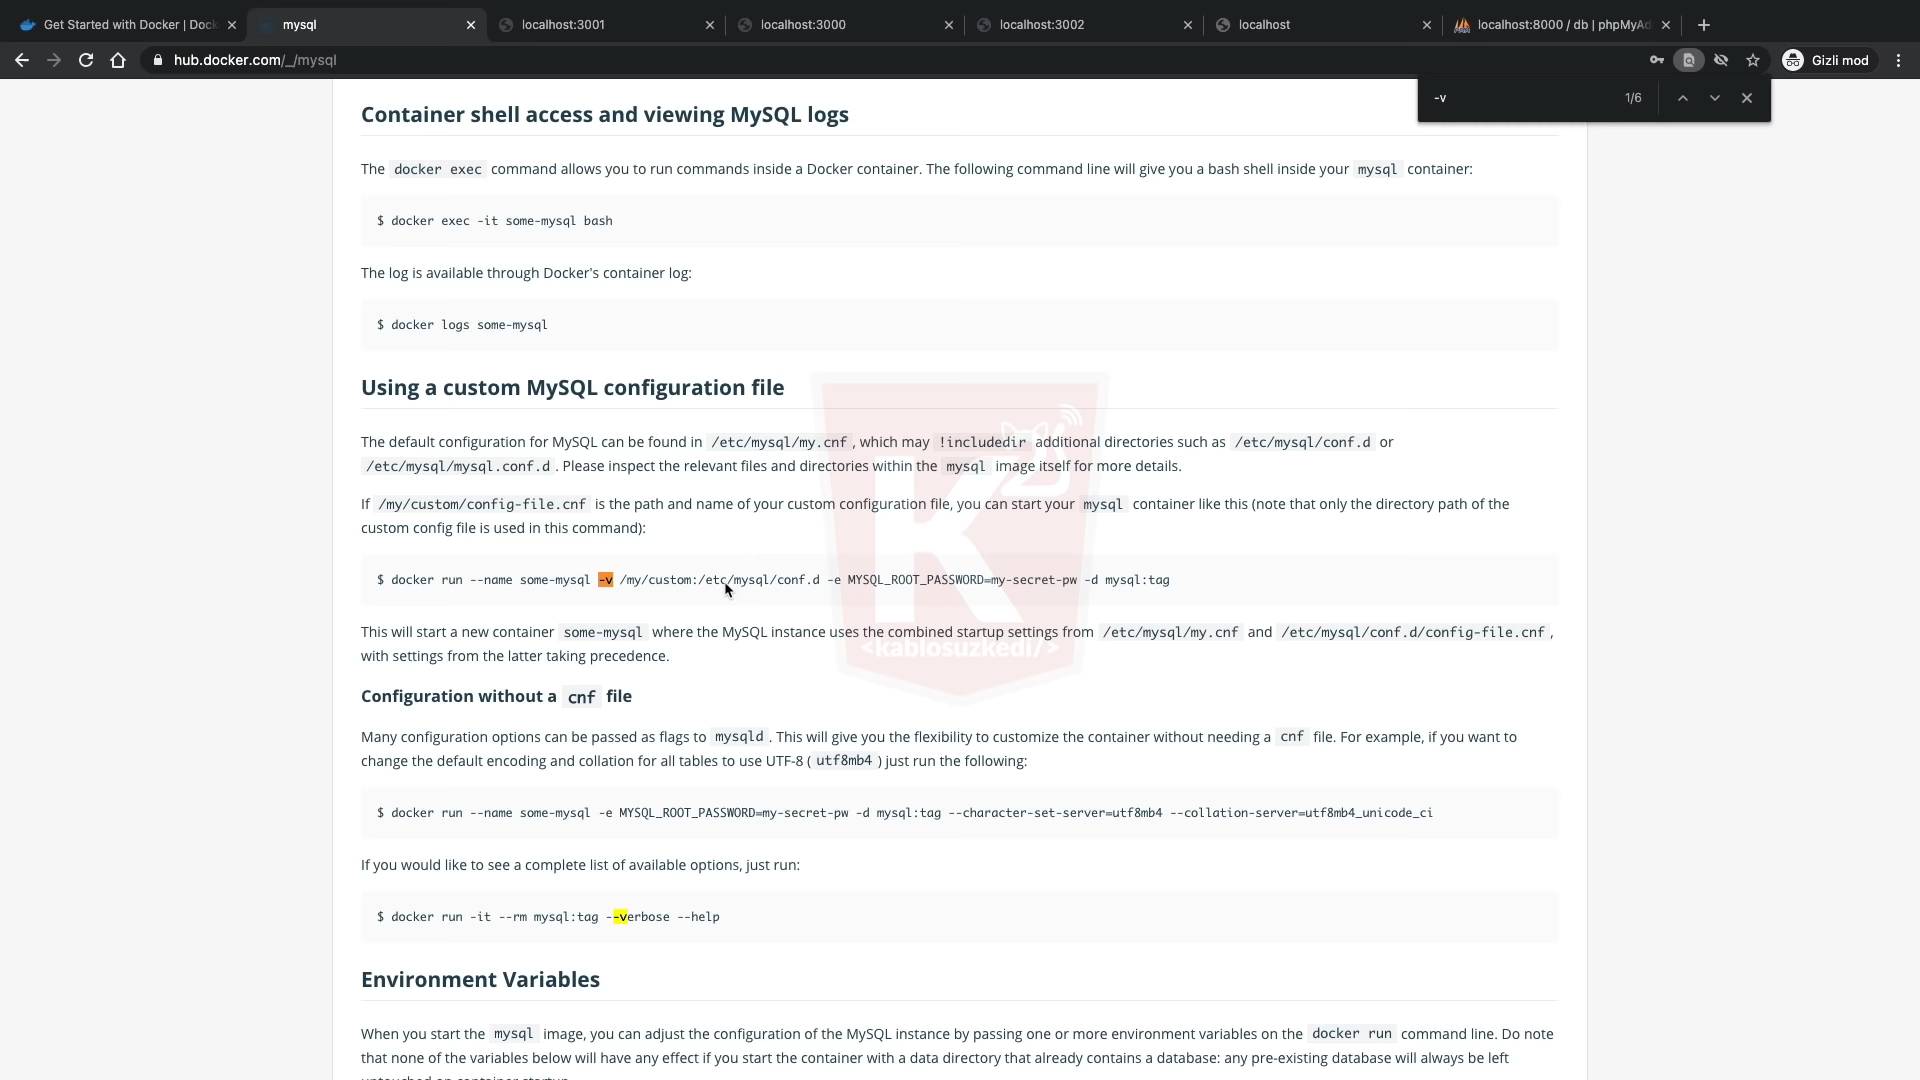 Get Started with Docker | Dock
mysql
localhost:3001
localhost:3000
localhost:3002
localhost
localhost:8000 / db | phpMyAd
hub.docker.com/_/mysql
Gizli mod
-v
1/6
Container shell access and viewing MySQL logs
The docker exec command allows you to run commands inside a Docker container. The following command line will give you a bash shell inside your mysql container:
$ docker exec -it some-mysql bash
The log is available through Docker's container log:
$ docker logs some-mysql
Using a custom MySQL configuration file
The default configuration for MySQL can be found in /etc/mysql/my.cnf , which may !includedir additional directories such as /etc/mysql/conf.d or
/etc/mysql/mysql.conf.d . Please inspect the relevant files and directories within the mysql image itself for more details.
If /my/custom/config-file.cnf is the path and name of your custom configuration file, you can start your mysql container like this (note that only the directory path of the
custom config file is used in this command):
$ docker run --name some-mysql -v /my/custom:/etc/mysql/conf.d -e MYSQL_ROOT_PASSWORD=my-secret-pw -d mysql:tag
This will start a new container some-mysql where the MySQL instance uses the combined startup settings from /etc/mysql/my.cnf and /etc/mysql/conf.d/config-file.cnf ,
<kablosuzkedi/>
with settings from the latter taking precedence.
Configuration without a cnf file
Many configuration options can be passed as flags to mysqld . This will give you the flexibility to customize the container without needing a cnf file. For example, if you want to
change the default encoding and collation for all tables to use UTF-8 ( utf8mb4 ) just run the following:
$ docker run --name some-mysql -e MYSQL_ROOT_PASSWORD=my-secret-pw -d mysql:tag --character-set-server=utf8mb4 --collation-server=utf8mb4_unicode_ci
If you would like to see a complete list of available options, just run:
$ docker run -it --rm mysql:tag --verbose --help
Environment Variables
When you start the mysql image, you can adjust the configuration of the MySQL instance by passing one or more environment variables on the docker run command line. Do note
that none of the variables below will have any effect if you start the container with a data directory that already contains a database: any pre-existing database will always be left